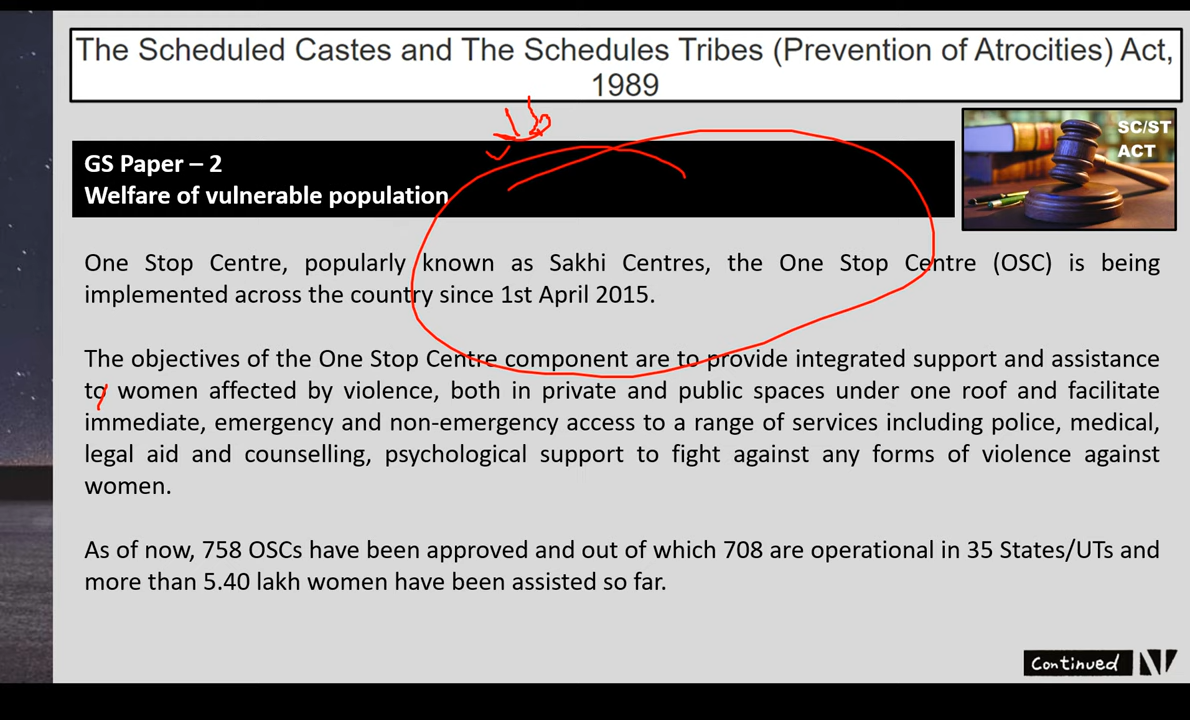 The Scheduled Castes and The Schedules Tribes (Prevention of Atrocities) Act,
1989
SC/ST
ACT
GS Paper – 2
Welfare of vulnerable population
One Stop Centre, popularly known as Sakhi Centres, the One Stop Centre (OSC) is being
implemented across the country since 1st April 2015.
The objectives of the One Stop Centre component are to provide integrated support and assistance
to women affected by violence, both in private and public spaces under one roof and facilitate
immediate, emergency and non-emergency access to a range of services including police, medical,
legal aid and counselling, psychological support to fight against any forms of violence against
women.
As of now, 758 OSCs have been approved and out of which 708 are operational in 35 States/UTs and
more than 5.40 lakh women have been assisted so far.
Continued